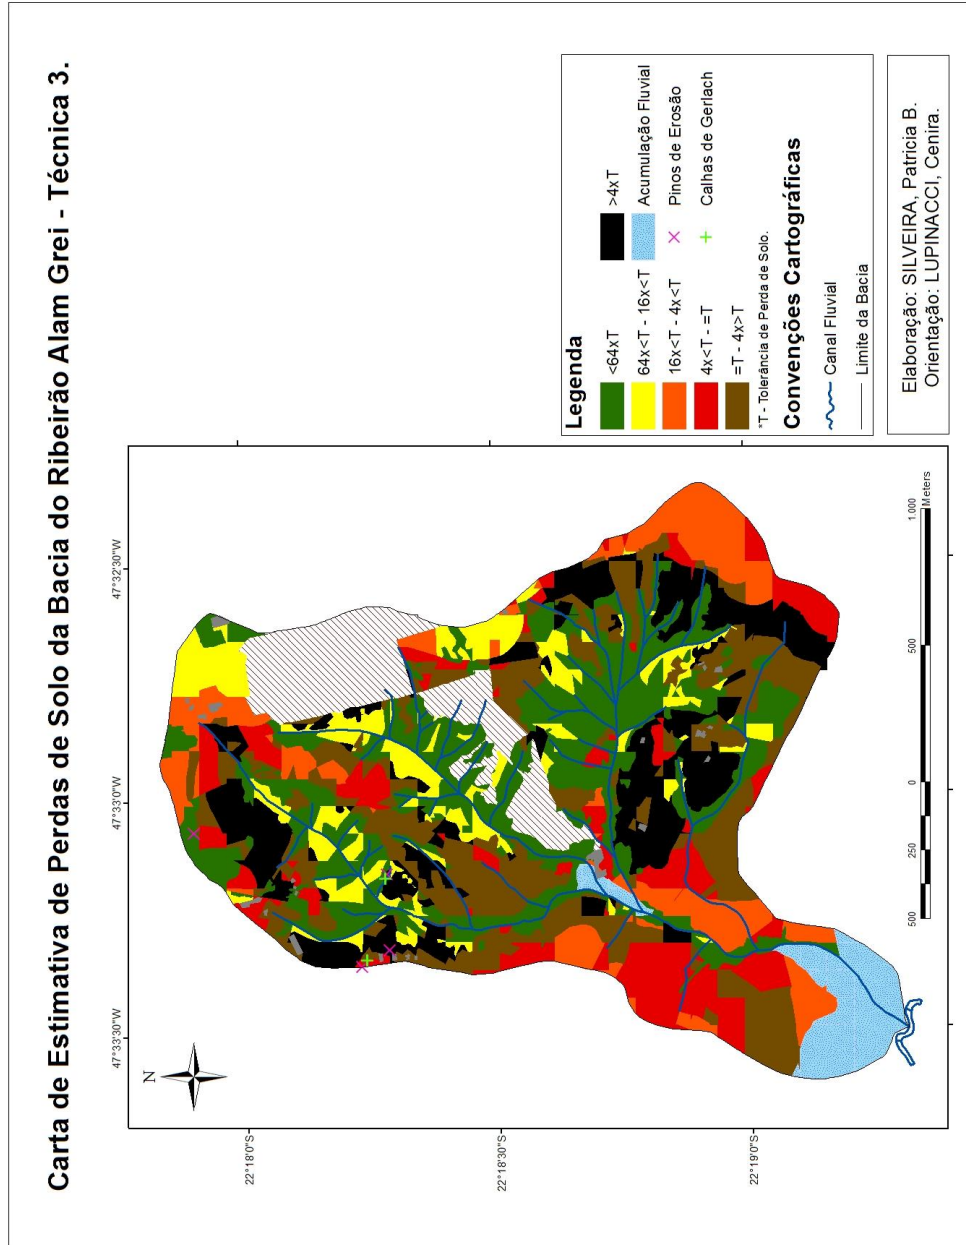 Carta de Estimativa de Perdas de Solo da Bacia do Ribeirão Alam Grei - Técnica 3.
N
47°33'30"W
47°33'0"W
47°32'30"W
22°18'0"S
22°18'30"S
22°19'0"S
500
250
0
500
1.000
Meters
Legenda
<64xT
64x<T - 16x<T
16x<T - 4x<T
4x<T - =T
=T - 4x>T
>4xT
Acumulação Fluvial
Pinos de Erosão
Calhas de Gerlach
*T - Tolerância de Perda de Solo.
Convenções Cartográficas
Canal Fluvial
Limite da Bacia
Elaboração: SILVEIRA, Patricia B.
Orientação: LUPINACCI, Cenira.